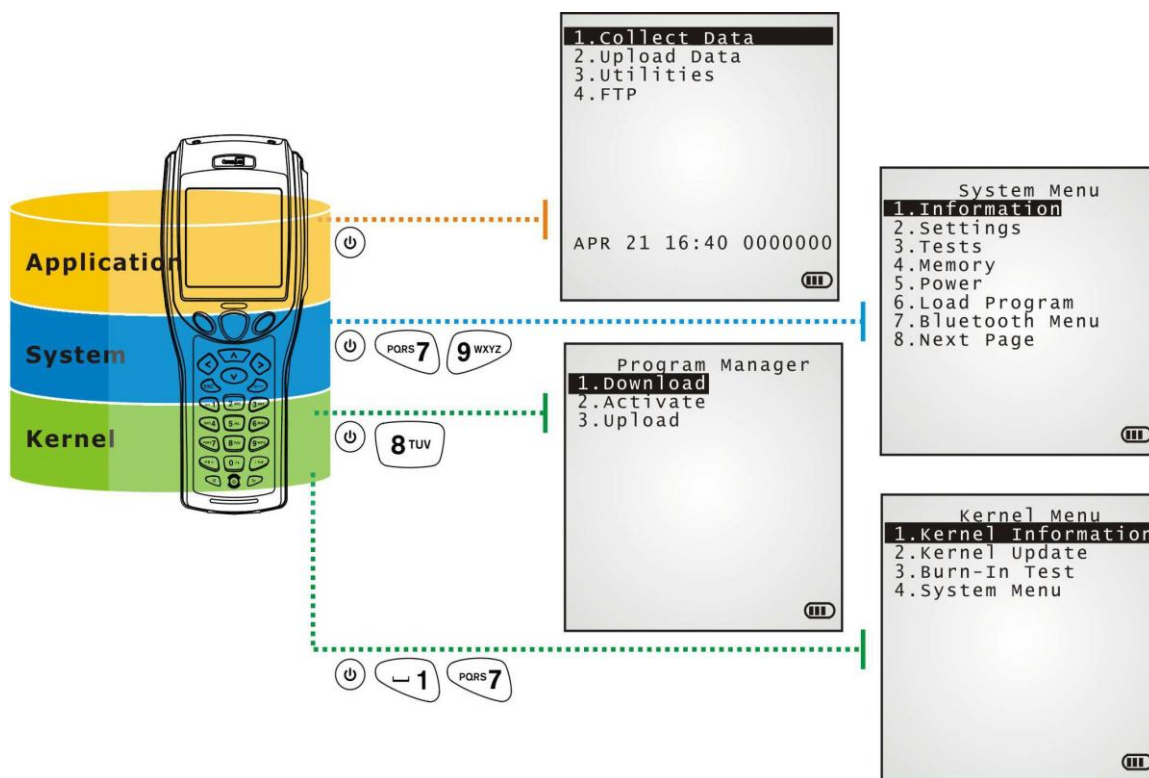 1.Collect Data
2.Upload Data
3.Utilities
4.FTP
APR 21 16:40 0000000
Application
System
Kernel
PQRS 7
9 WXYZ
System Menu
1.Information
2.Settings
3.Tests
4.Memory
5.Power
6.Load Program
7.Bluetooth Menu
8.Next Page
8 TUV
Program Manager
1.Download
2.Activate
3.Upload
1
PQRS 7
Kernel Menu
1.Kernel Information
2.Kernel Update
3.Burn-In Test
4.System Menu